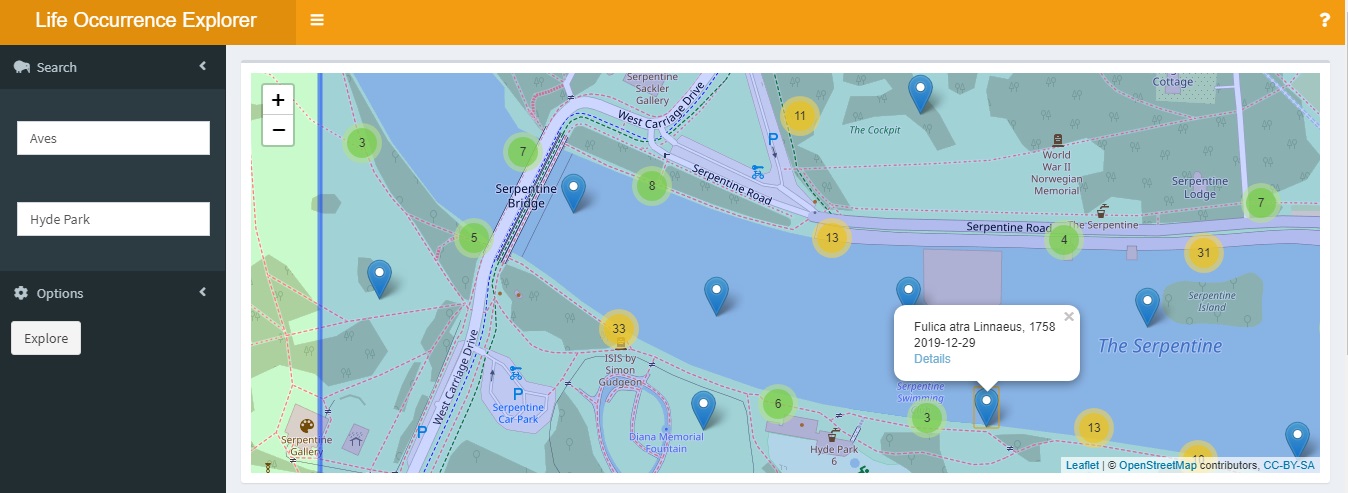 Life Occurrence Explorer
?
Search
Aves
Hyde Park
Options
Explore
+
−
Serpentine
Sackler
Gallery
West Carriage Drive
11
The Cockpit
Cottage
3
7
P
World
War II
Norwegian
Memorial
8
Serpentine
Bridge
Serpentine Road
Serpentine
Lodge
7
5
13
Serpentine Road
4
The Serpentine
31
Serpentine
Island
33
ISIS by
Simon
Gudgeon
Fulica atra Linnaeus, 1758
×
2019-12-29
Details
The Serpentine
West Carriage Drive
P
Serpentine
Car Park
Serpentine
Swimming
6
3
13
P
Serpentine
Gallery
Diana Memorial
Fountain
Hyde Park
6
10
Leaflet | © OpenStreetMap contributors, CC-BY-SA